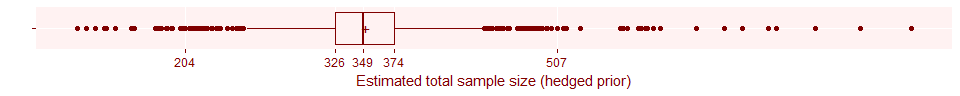 204 326 349 374 507
Estimated total sample size (hedged prior)